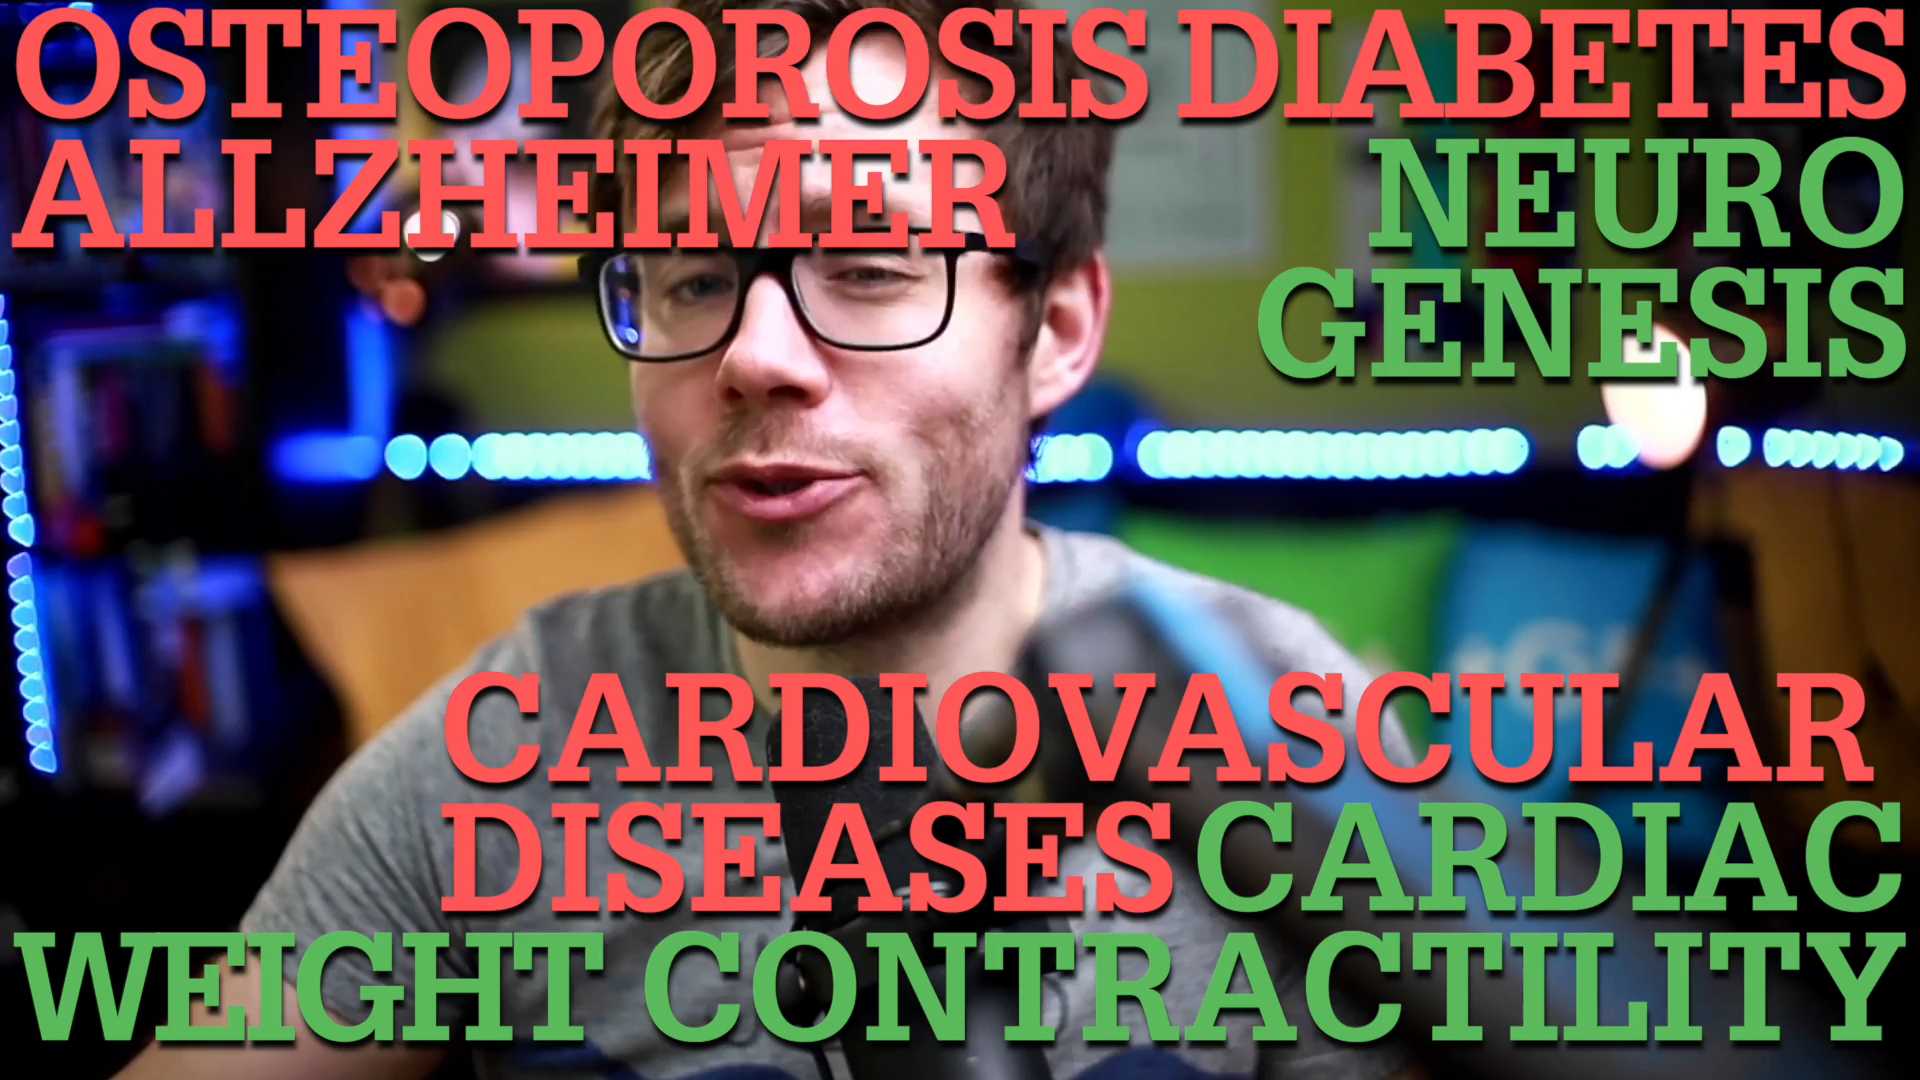 OSTEOPOROSIS DIABETES
ALLZHEIMER NEURO
GENESIS
CARDIOVASCULAR
DISEASES CARDIAC
WEIGHT CONTRACTILITY